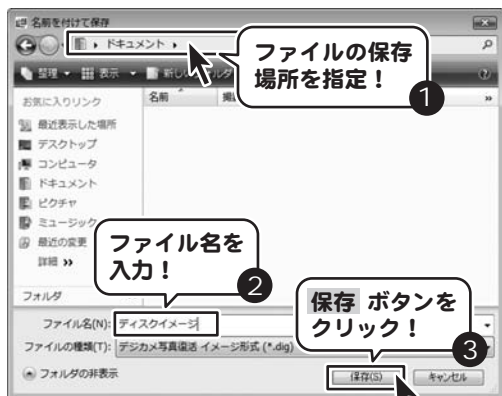 名前を付けて保存
ドキュメント
ファイルの保存
場所を指定！
1
整理
表示
新しい
お気に入りリンク
名前
最近表示した場所
デスクトップ
コンピュータ
ドキュメント
ピクチャ
ミュージック
最近の変更
詳細 »
ファイル名を
入力！
2
フォルダ
保存 ボタンを
クリック！
3
ファイル名(N): ディスクイメージ
ファイルの種類(T): デジカメ写真復活 イメージ形式 (*.dig)
フォルダの非表示
保存(S)
キャンセル